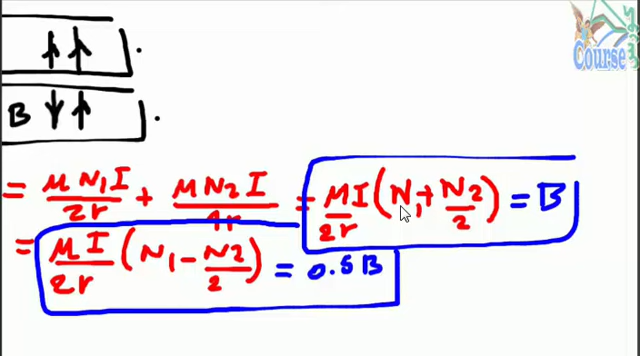 Course
↑↑
B ↓↑
= μN₁I/2r + μN₂I/4r = μI/2r (N₁ + N₂/2) = B
= μI/2r (N₁ - N₂/2) = 0.5B